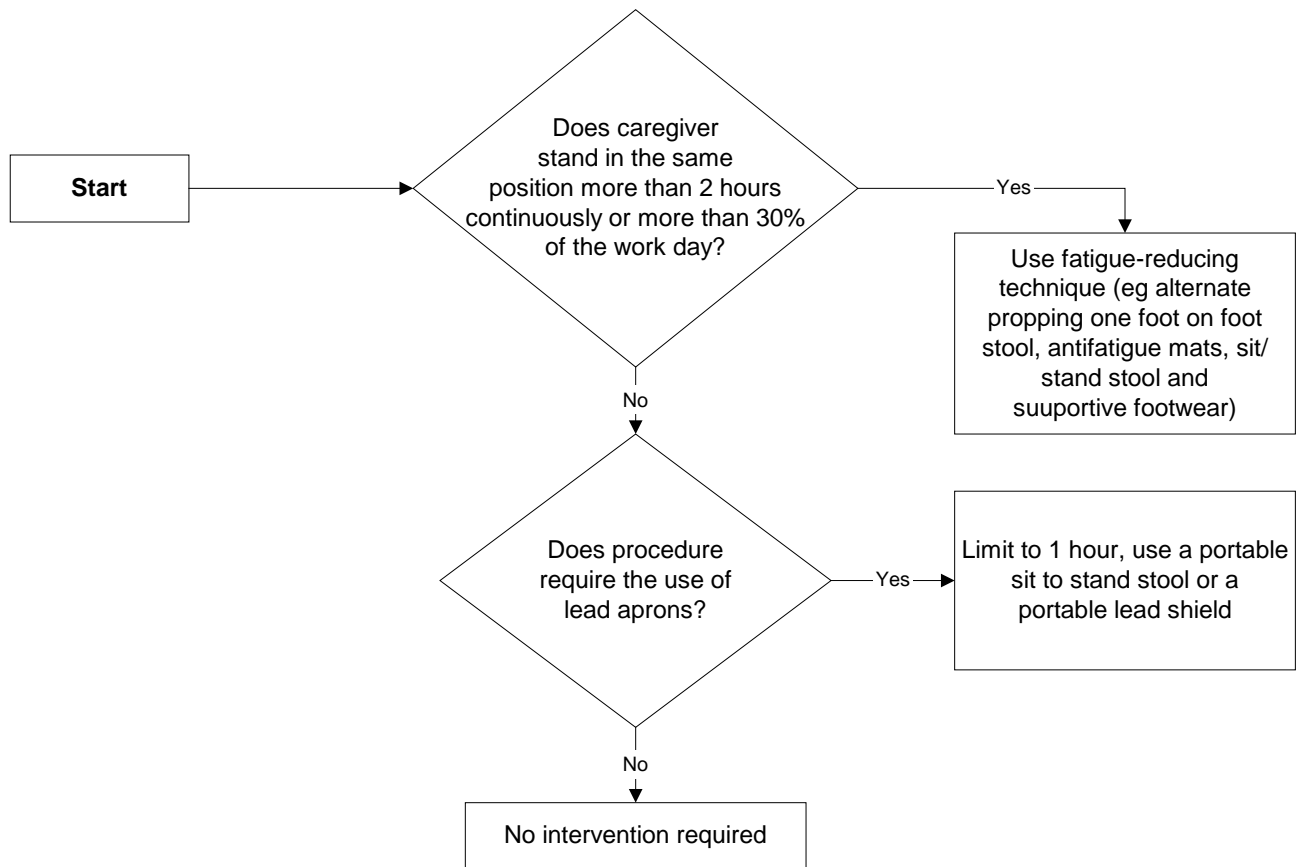 Start
Does caregiver
stand in the same
position more than 2 hours
continuously or more than 30%
of the work day?
Yes
Use fatigue-reducing
technique (eg alternate
propping one foot on foot
stool, antifatigue mats, sit/
stand stool and
suuportive footwear)
No
Does procedure
require the use of
lead aprons?
Yes
Limit to 1 hour, use a portable
sit to stand stool or a
portable lead shield
No
No intervention required